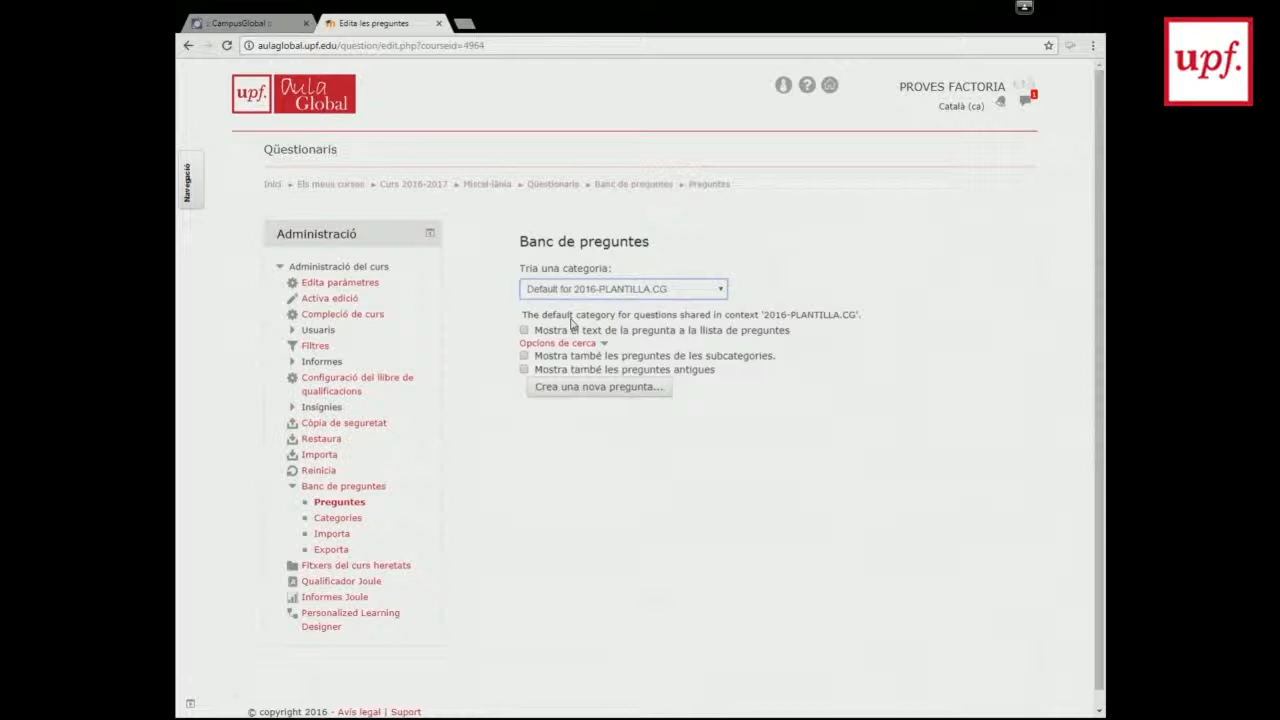 :: CampusGlobal ::
Edita les preguntes
aulaglobal.upf.edu/question/edit.php?courseid=4964
upf.
upf. aula Global
PROVES FACTORIA
Català (ca)
1
Qüestionaris
Navegació
Inici ► Els meus cursos ► Curs 2016-2017 ► Miscel·lània ► Qüestionaris ► Banc de preguntes ► Preguntes
Administració
Administració del curs
Edita paràmetres
Activa edició
Compleció de curs
Usuaris
Filtres
Informes
Configuració del llibre de
qualificacions
Insígnies
Còpia de seguretat
Restaura
Importa
Reinicia
Banc de preguntes
Preguntes
Categories
Importa
Exporta
Fitxers del curs heretats
Qualificador Joule
Informes Joule
Personalized Learning
Designer
Banc de preguntes
Tria una categoria:
Default for 2016-PLANTILLA.CG
The default category for questions shared in context '2016-PLANTILLA.CG'.
Mostra el text de la pregunta a la llista de preguntes
Opcions de cerca
Mostra també les preguntes de les subcategories.
Mostra també les preguntes antigues
Crea una nova pregunta...
© copyright 2016 - Avís legal | Suport